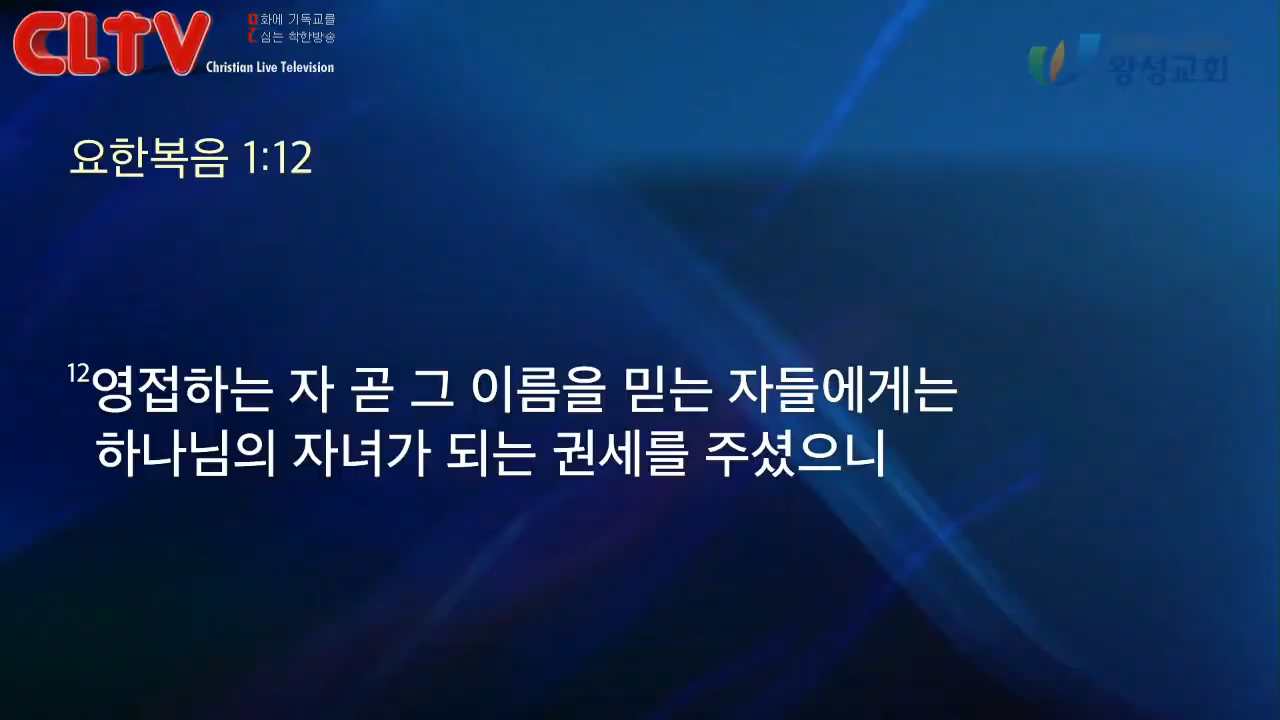 CLTV
문화에 기독교를
심는 착한방송
Christian Live Television
왕성교회
요한복음 1:12
12영접하는 자 곧 그 이름을 믿는 자들에게는
하나님의 자녀가 되는 권세를 주셨으니